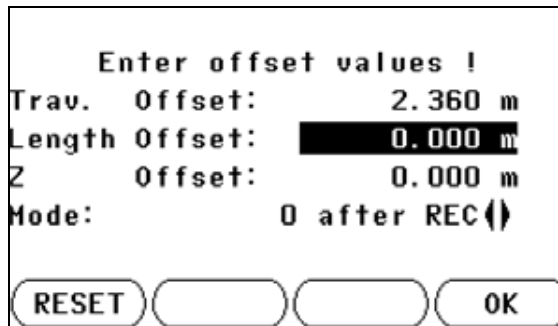 Enter offset values !
Trav. Offset: 2.360 m
Length Offset: 0.000 m
Z Offset: 0.000 m
Mode: 0 after REC
RESET OK